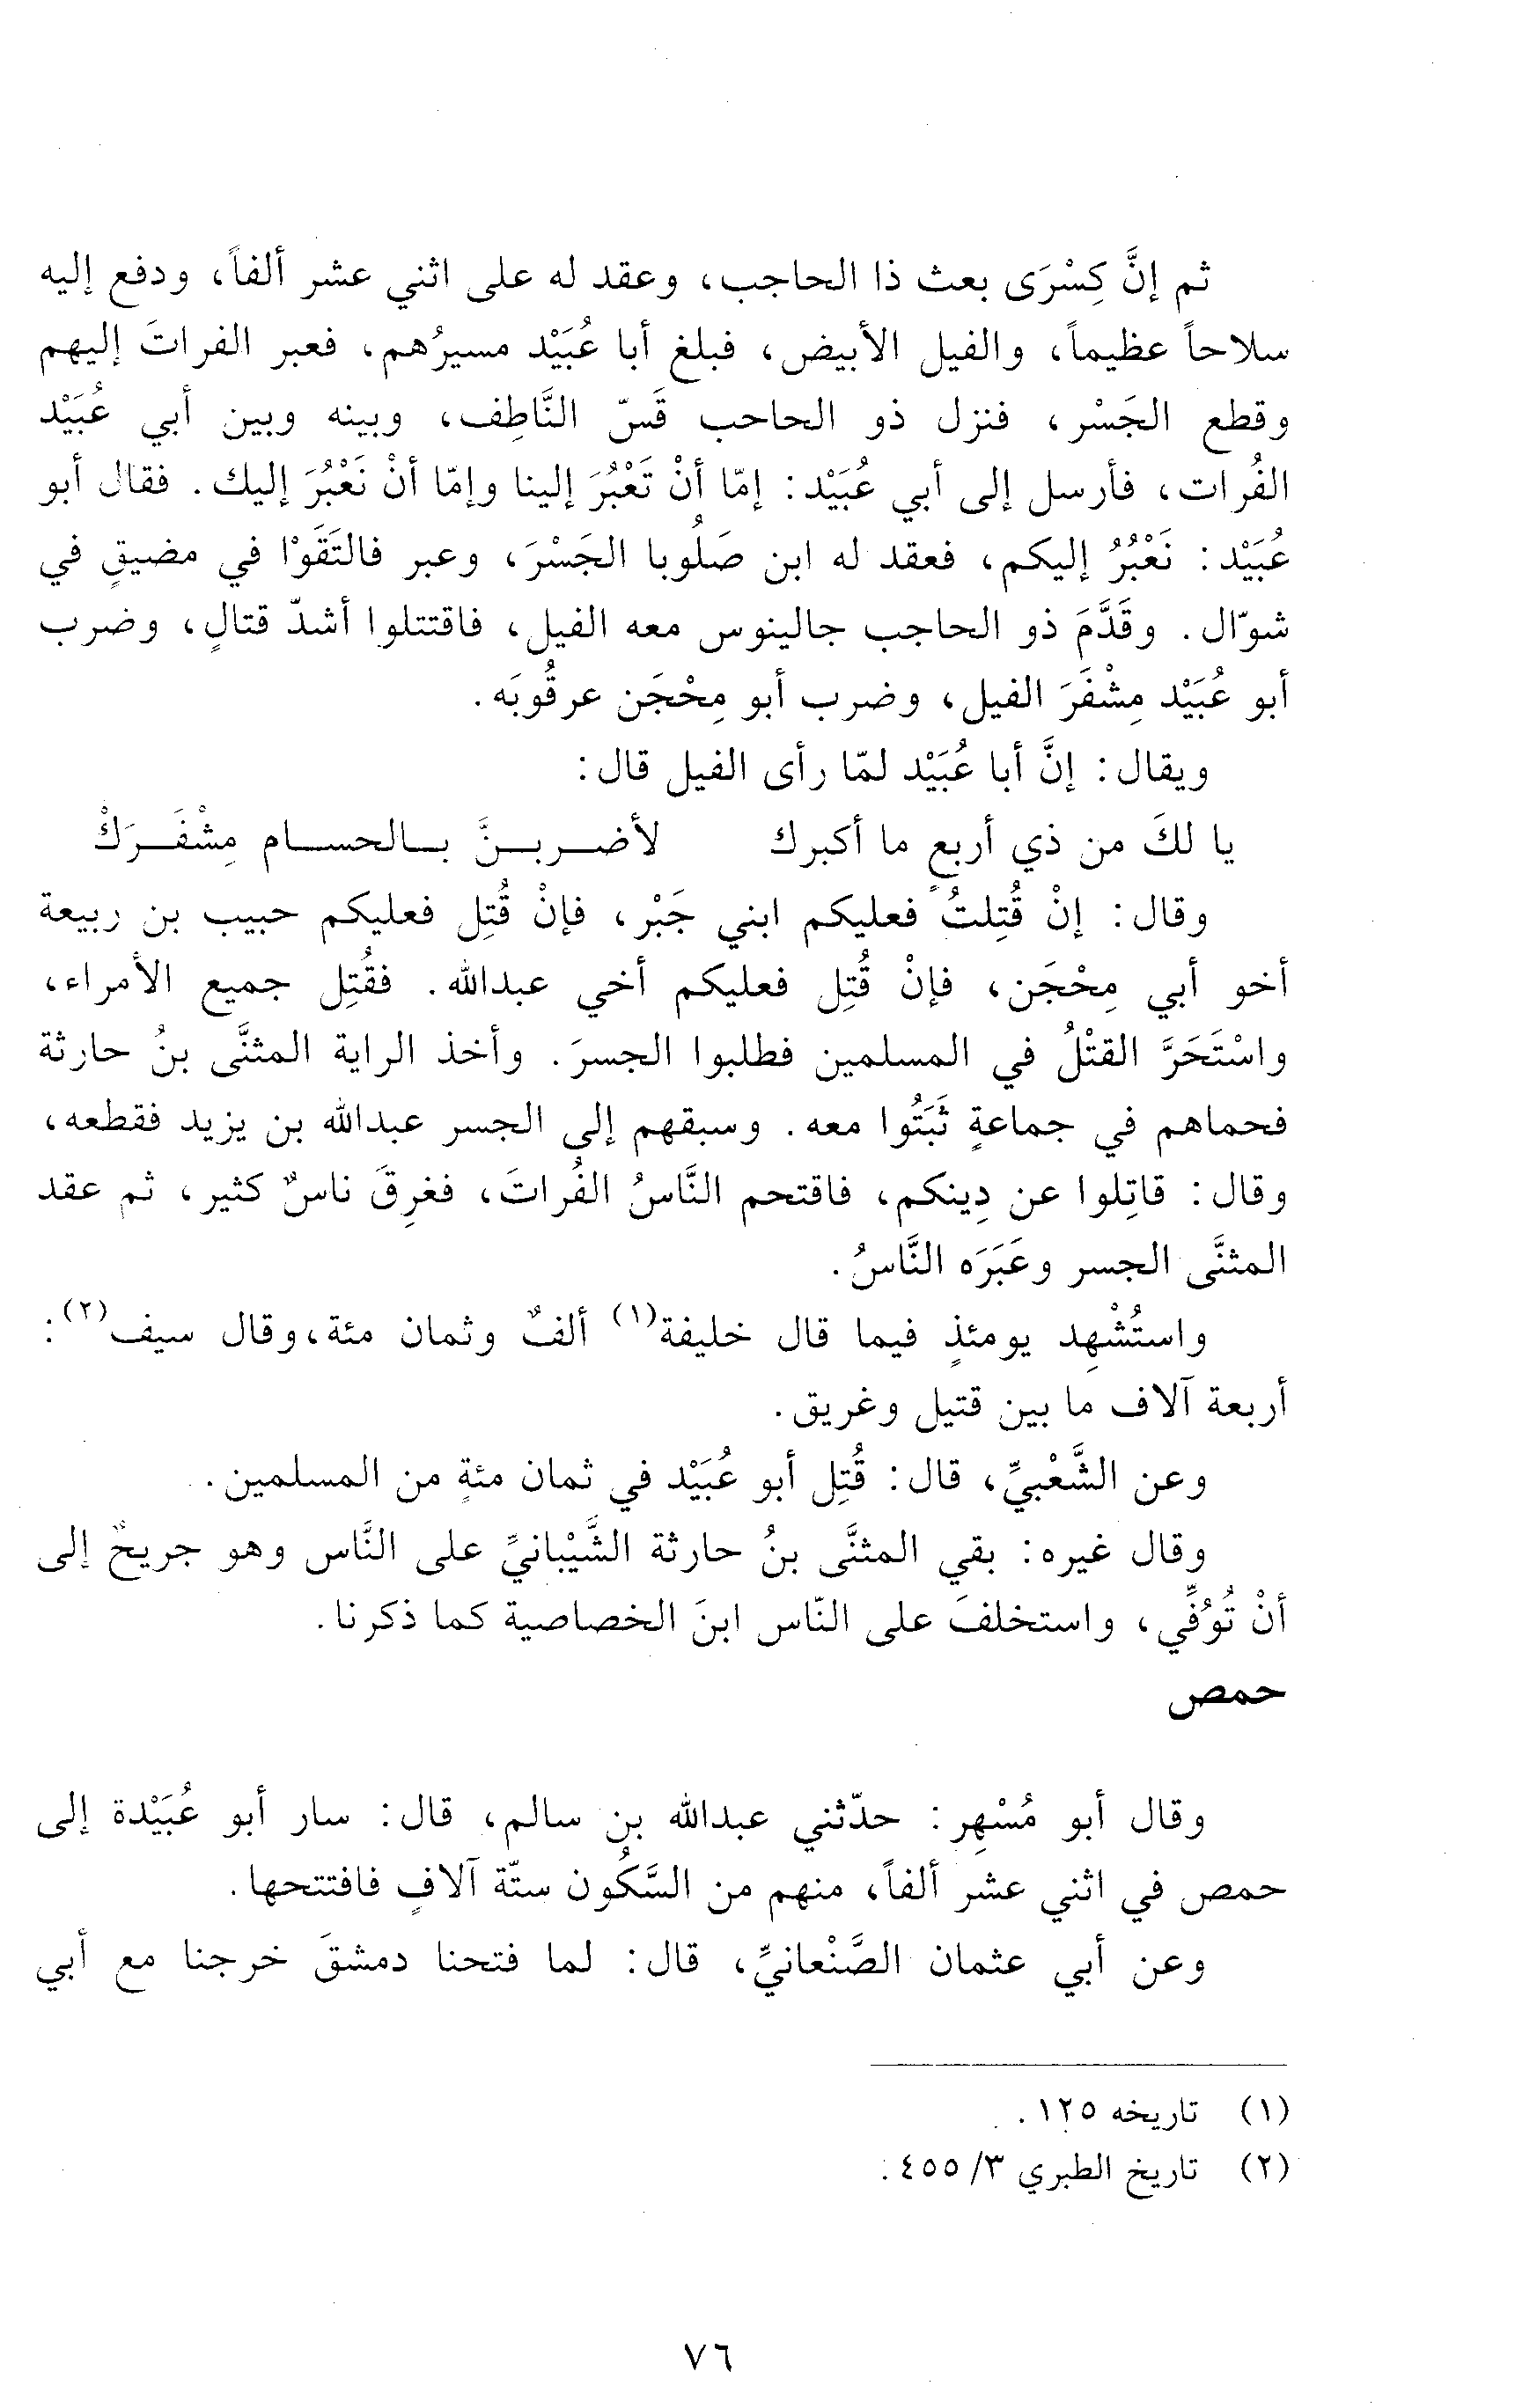 ثم إنَّ كِسْرَى بعث ذا الحاجب، وعقد له على اثني عشر ألفاً، ودفع إليه
سلاحاً عظيماً، والفيل الأبيض، فبلغ أبا عُبَيْد مسيرُهم، فعبر الفراتَ إليهم
وقطع الجَسْر، فنزل ذو الحاحب قَسّ النَّاطِف، وبينه وبين أبي عُبَيْد
الفُرات، فأرسل إلى أبي عُبَيْد: إمّا أنْ تَعْبُرَ إلينا وإمّا أنْ نَعْبُرَ إليك. فقال أبو
عُبَيْد: نَعْبُرُ إليكم، فعقد له ابن صَلُوبا الجَسْرَ، وعبر فالتَقَوْا في مضيقٍ في
شوّال. وقَدَّمَ ذو الحاجب جالينوس معه الفيل، فاقتتلوا أشدّ قتالٍ، وضرب
أبو عُبَيْد مِشْفَرَ الفيل، وضرب أبو مِحْجَن عرقُوبَه.
ويقال: إنَّ أبا عُبَيْد لمّا رأى الفيل قال:
يا لكَ من ذي أربعٍ ما أكبرك لأضــربــنَّ بــالحســام مِشْفَــرَكْ
وقال: إنْ قُتِلتُ فعليكم ابني جَبْر، فإنْ قُتِل فعليكم حبيب بن ربيعة
أخو أبي مِحْجَن، فإنْ قُتِل فعليكم أخي عبدالله. فقُتِل جميع الأمراء،
واسْتَحَرَّ القتْلُ في المسلمين فطلبوا الجسرَ. وأخذ الراية المثنَّى بنُ حارثة
فحماهم في جماعةٍ ثَبَتُوا معه. وسبقهم إلى الجسر عبدالله بن يزيد فقطعه،
وقال: قاتِلوا عن دِينكم، فاقتحم النَّاسُ الفُراتَ، فغرِقَ ناسٌ كثير، ثم عقد
المثنَّى الجسر وعَبَرَه النَّاسُ.
واستُشْهِد يومئذٍ فيما قال خليفة(١) ألفٌ وثمان مئة، وقال سيف(٢):
أربعة آلاف ما بين قتيل وغريق.
وعن الشَّعْبيِّ، قال: قُتِل أبو عُبَيْد في ثمان مئةٍ من المسلمين.
وقال غيره: بقي المثنَّى بنُ حارثة الشَّيْبانيِّ على النَّاس وهو جريحٌ إلى
أنْ تُوُفِّي، واستخلفَ على النّاس ابنَ الخصاصية كما ذكرنا.
حمص
وقال أبو مُسْهِر: حدّثني عبدالله بن سالم، قال: سار أبو عُبَيْدة إلى
حمص في اثني عشر ألفاً، منهم من السَّكُون ستّة آلافٍ فافتتحها.
وعن أبي عثمان الصَّنْعانيِّ، قال: لما فتحنا دمشقَ خرجنا مع أبي
(١) تاريخه ١٢٥.
(٢) تاريخ الطبري ٣/ ٤٥٥.
٧٦